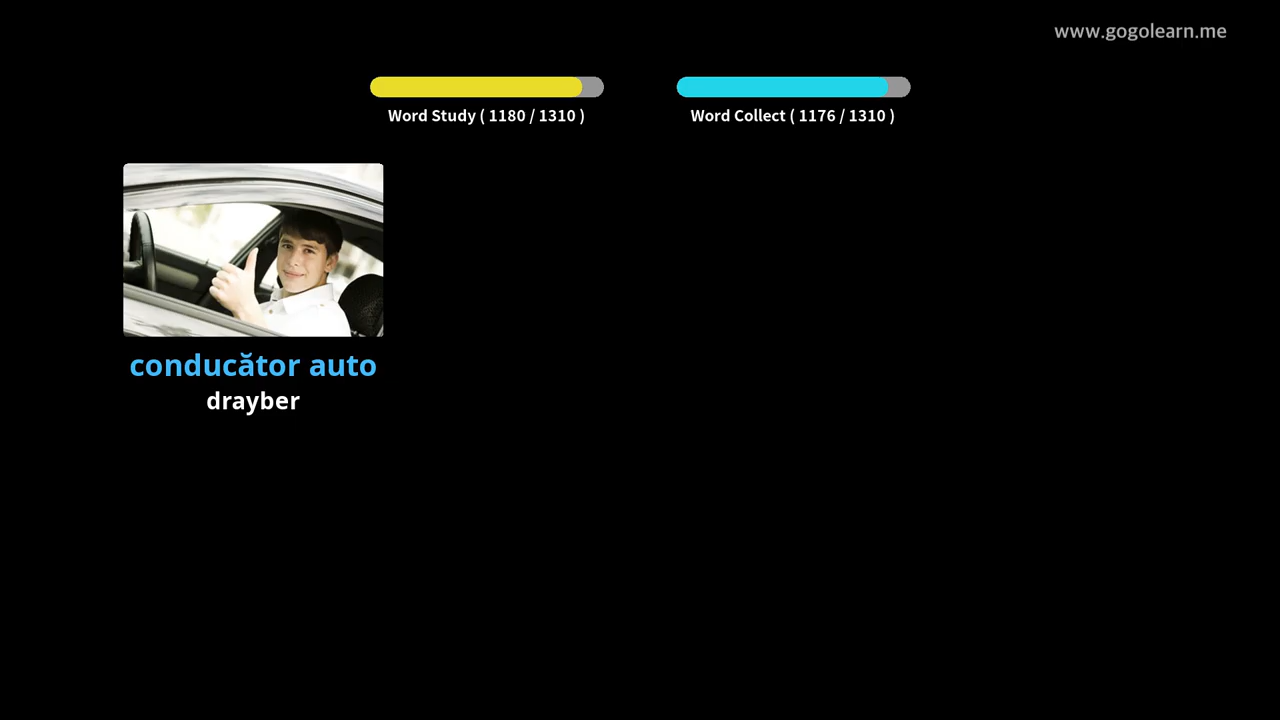 www.gogolearn.me
Word Study ( 1180 / 1310 )
Word Collect ( 1176 / 1310 )
conducător auto
drayber